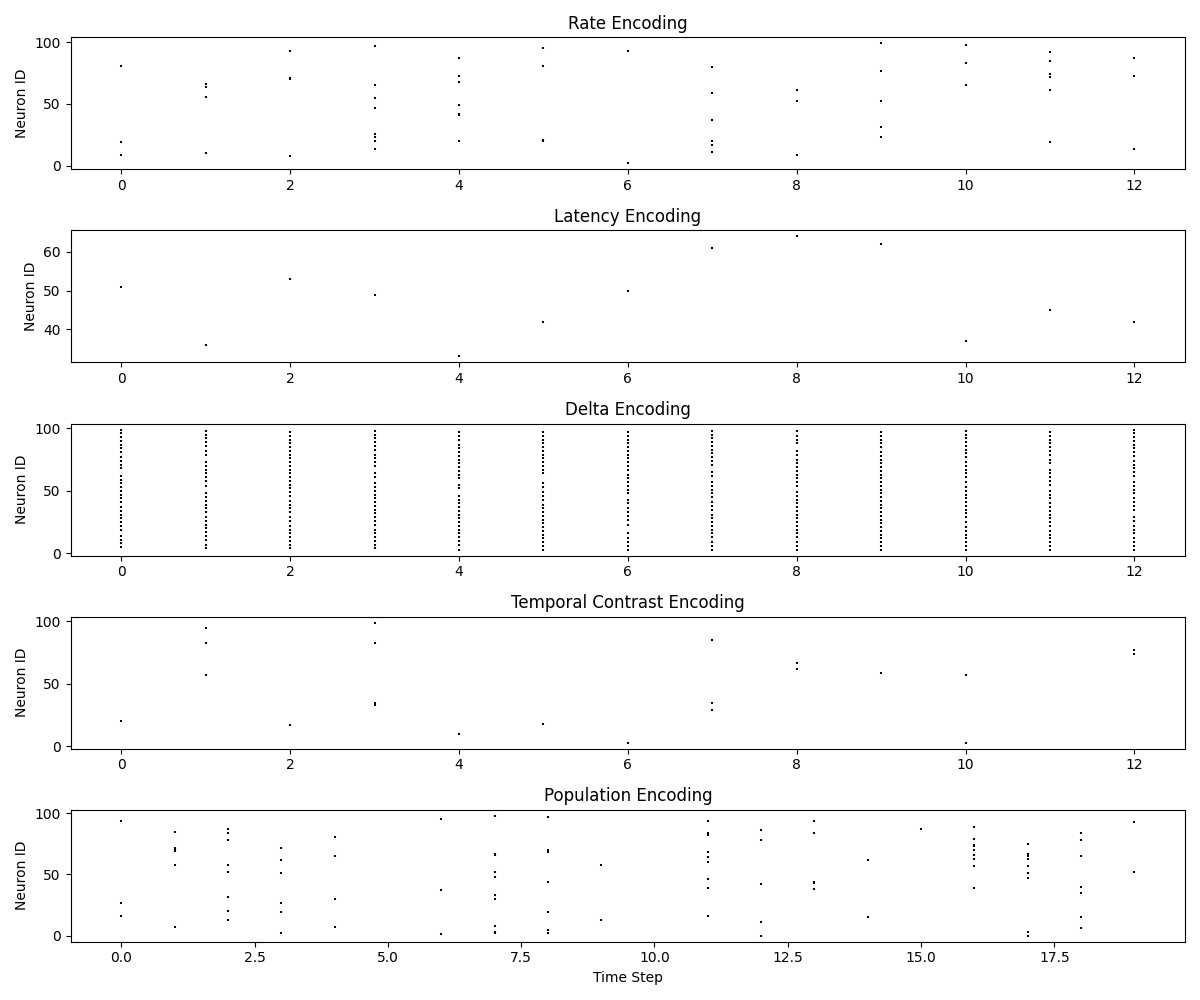 Rate Encoding
100
50
0
Neuron ID
0 2 4 6 8 10 12
Latency Encoding
60
50
40
Neuron ID
0 2 4 6 8 10 12
Delta Encoding
100
50
0
Neuron ID
0 2 4 6 8 10 12
Temporal Contrast Encoding
100
50
0
Neuron ID
0 2 4 6 8 10 12
Population Encoding
100
50
0
Neuron ID
0.0 2.5 5.0 7.5 10.0 12.5 15.0 17.5
Time Step